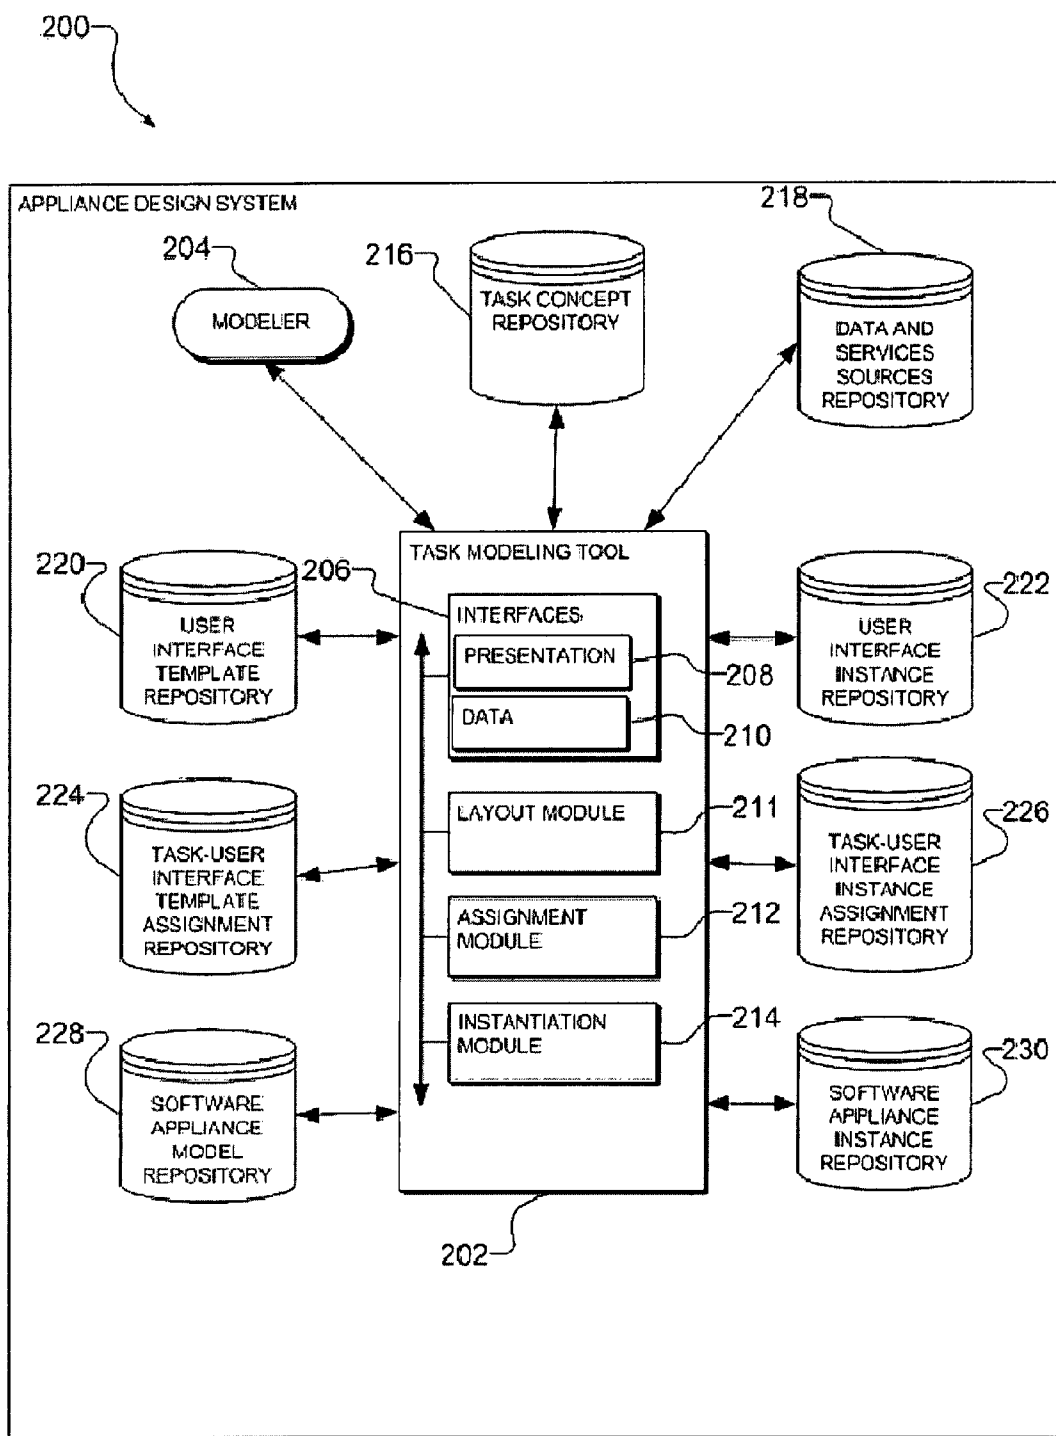 200
APPLIANCE DESIGN SYSTEM
204
MODELER
216
TASK CONCEPT
REPOSITORY
218
DATA AND
SERVICES
SOURCES
REPOSITORY
TASK MODELING TOOL
220
USER
INTERFACE
TEMPLATE
REPOSITORY
206
INTERFACES
PRESENTATION
208
DATA
210
222
USER
INTERFACE
INSTANCE
REPOSITORY
224
TASK-USER
INTERFACE
TEMPLATE
ASSIGNMENT
REPOSITORY
LAYOUT MODULE
211
ASSIGNMENT
MODULE
212
226
TASK-USER
INTERFACE
INSTANCE
ASSIGNMENT
REPOSITORY
228
SOFTWARE
APPLIANCE
MODEL
REPOSITORY
INSTANTIATION
MODULE
214
230
SOFTWARE
APPLIANCE
INSTANCE
REPOSITORY
202